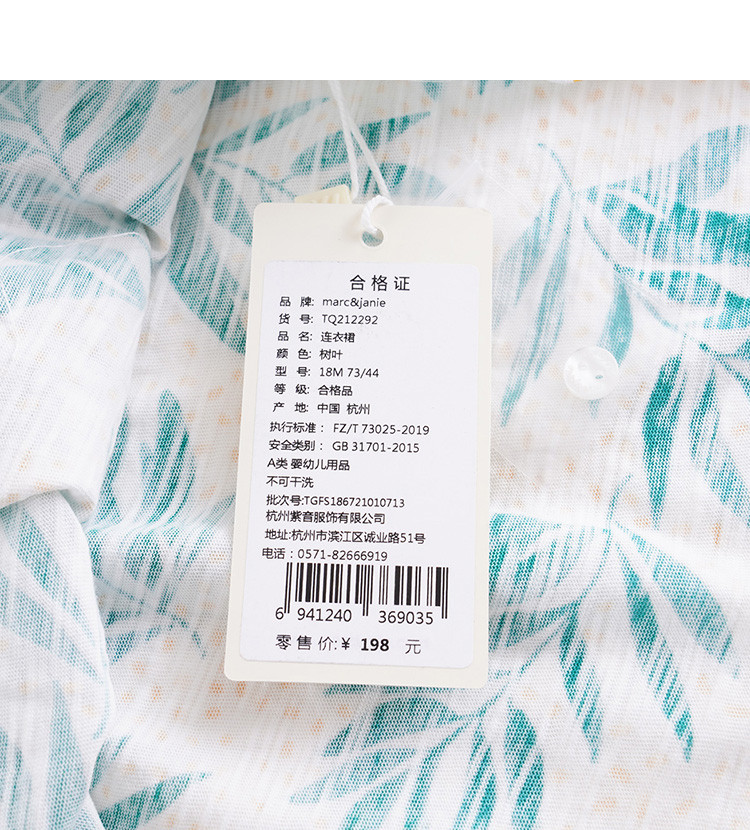 合格证
品 牌: marc&janie
货 号: TQ212292
品 名: 连衣裙
颜 色: 树叶
型 号: 18M 73/44
等 級: 合格品
产 地: 中国 杭州
执行标准： FZ/T 73025-2019
安全类别： GB 31701-2015
A类 婴幼儿用品
不可干洗
批次号:TGFS186721010713
杭州紫音服饰有限公司
地址:杭州市滨江区诚业路51号
电话：0571-82666919
6 941240 369035
零售价:¥ 198 元